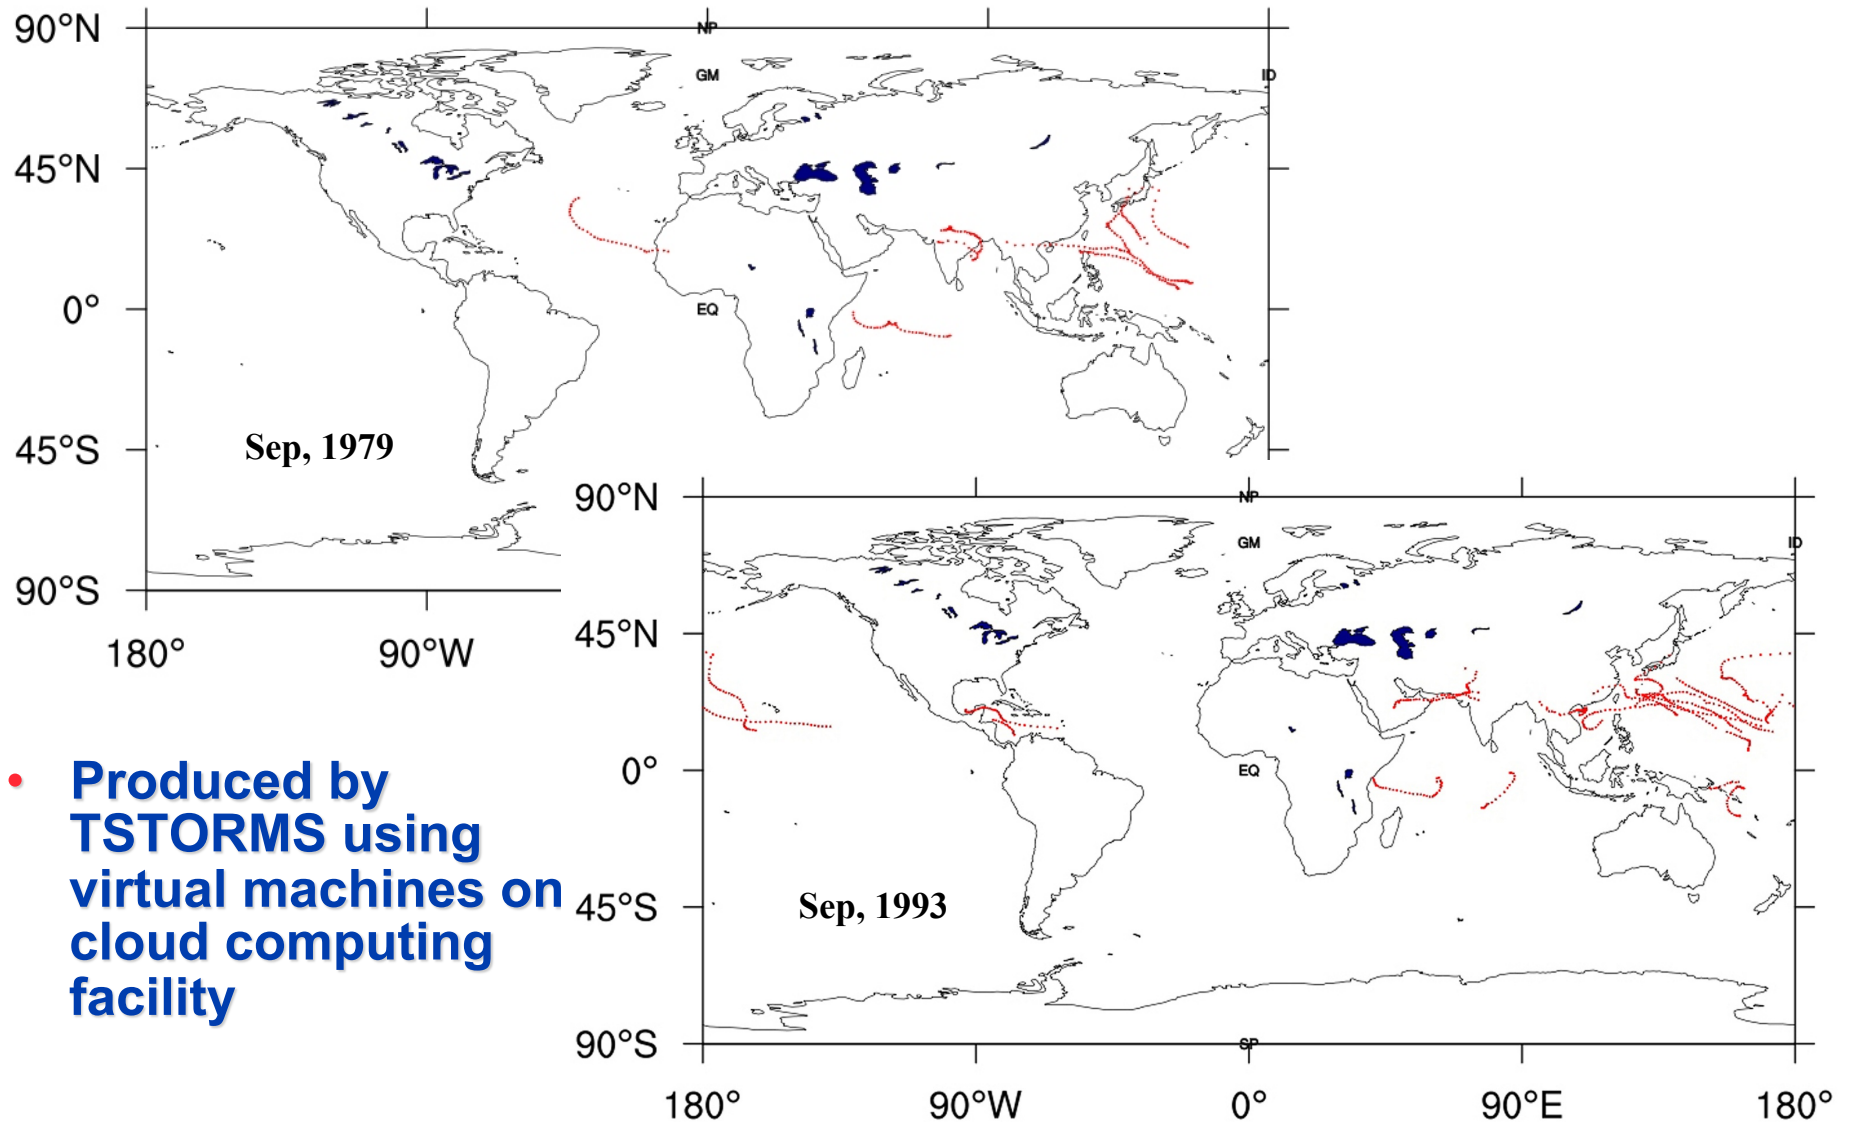 90°N
NP
GM
ID
45°N
0°
EQ
45°S
Sep, 1979
90°S
180°
90°W
90°N
NP
GM
ID
45°N
0°
EQ
45°S
Sep, 1993
90°S
SP
180°
90°W
0°
90°E
180°
• Produced by
TSTORMS using
virtual machines on
cloud computing
facility